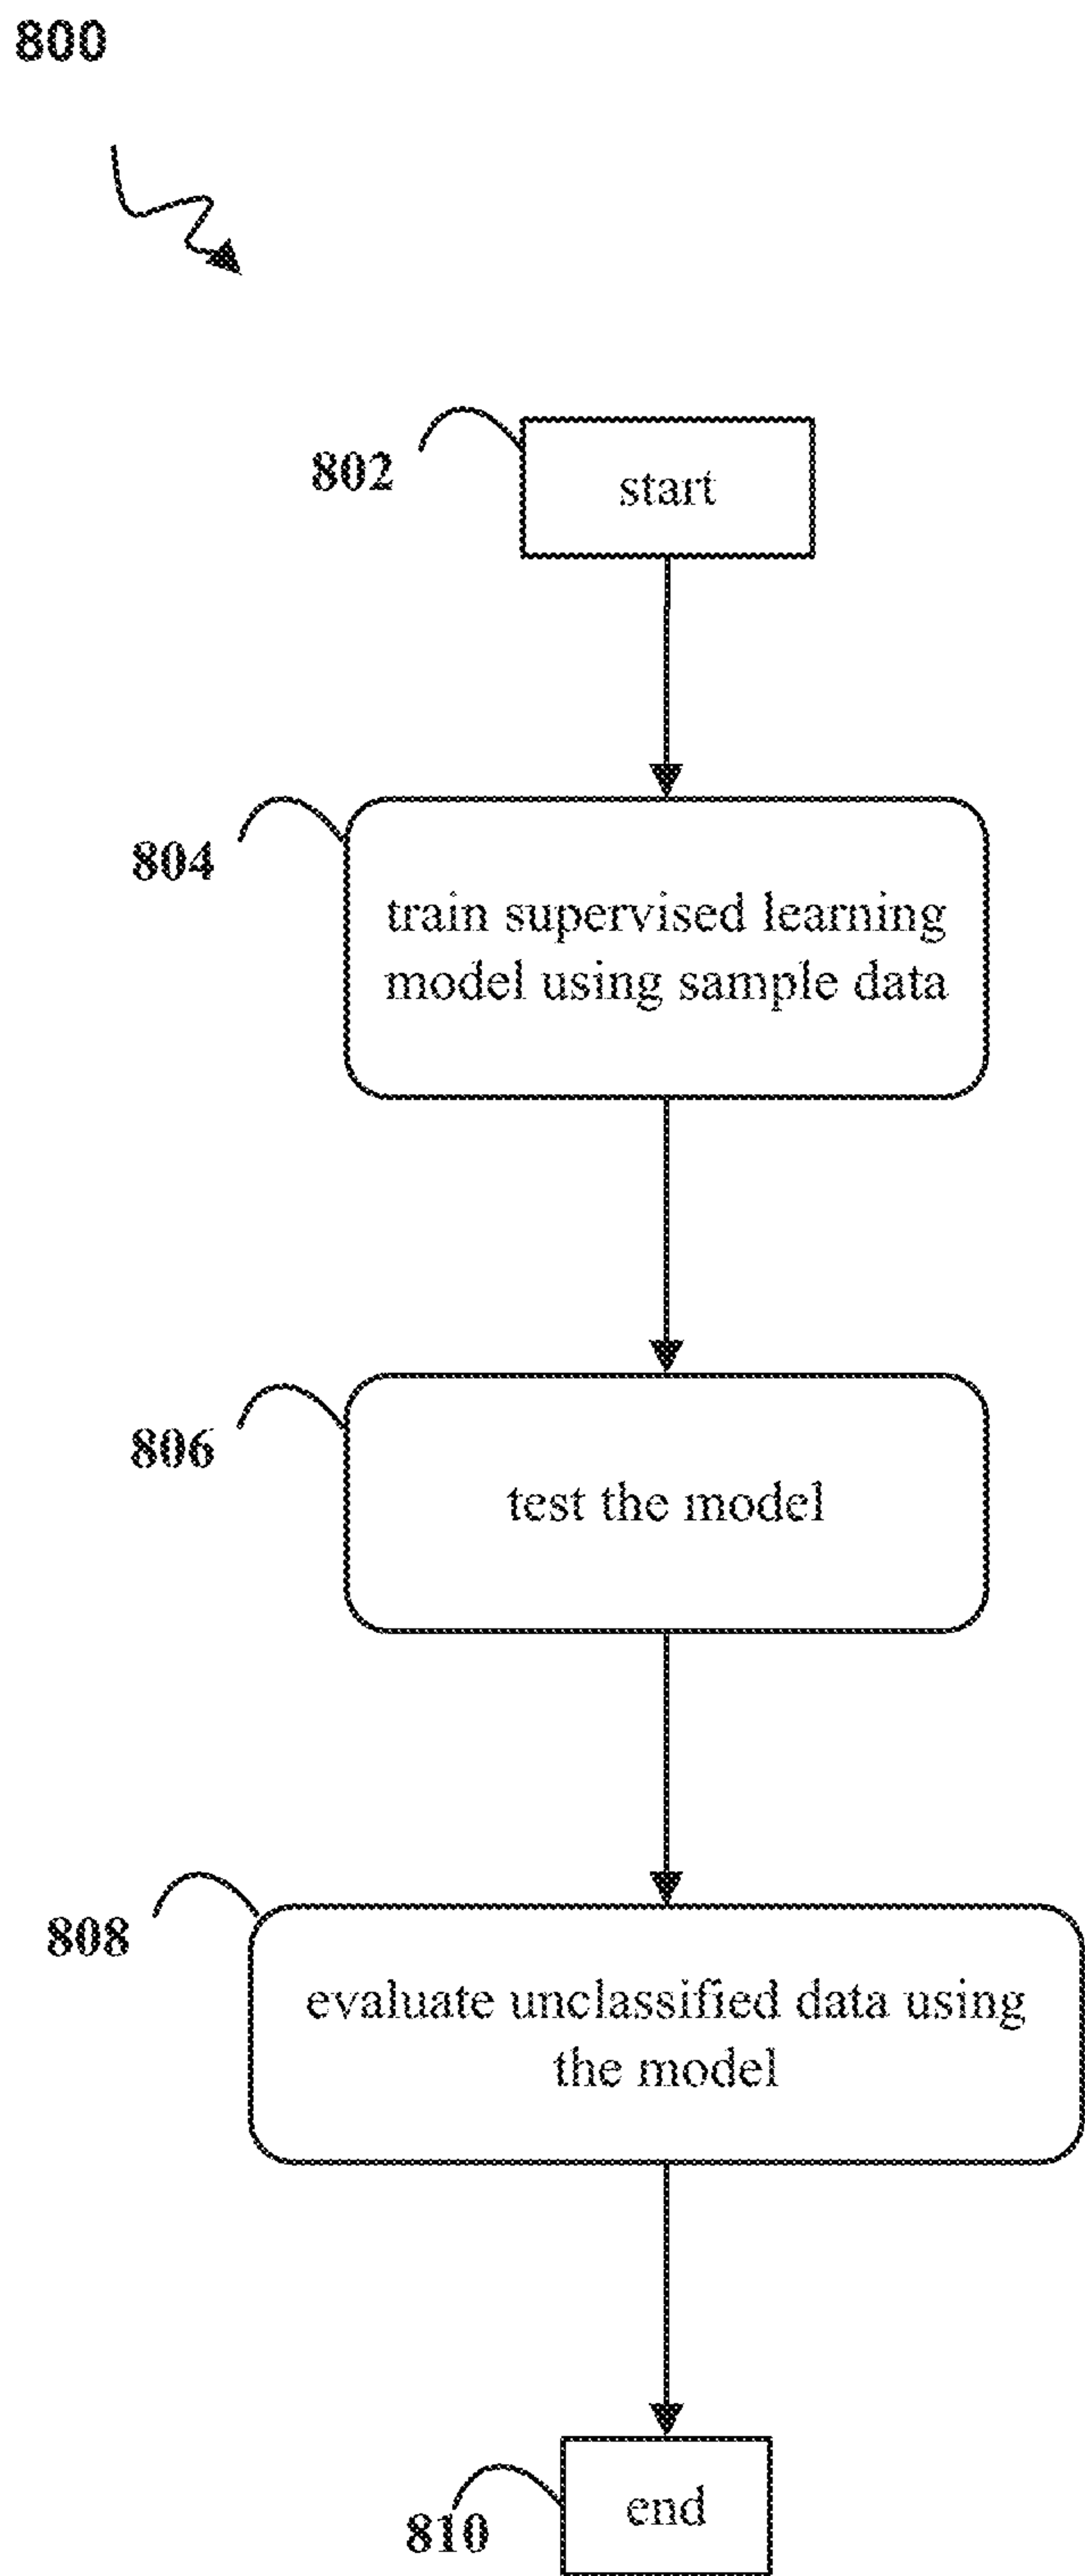 800
802
start
804
train supervised learning
model using sample data
806
test the model
808
evaluate unclassified data using
the model
810
end